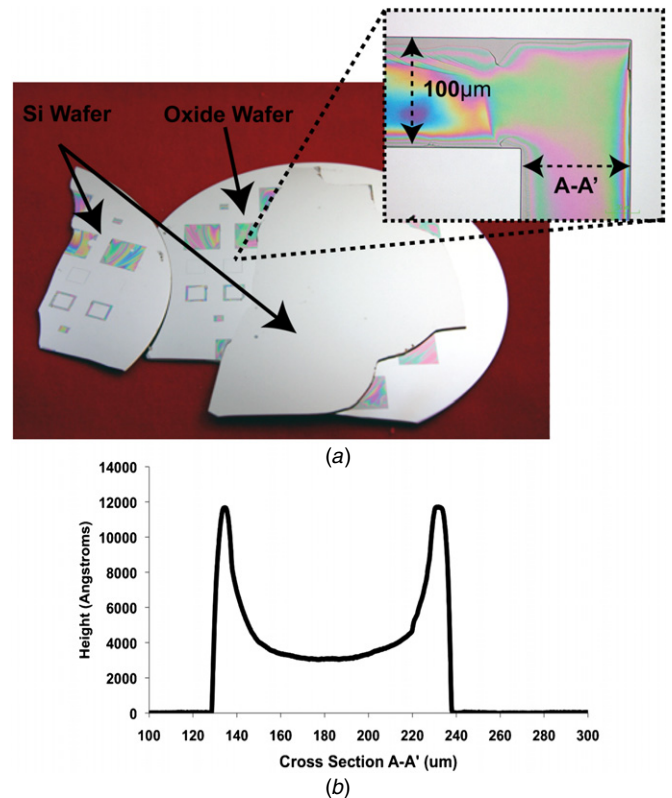 Si Wafer
Oxide Wafer
100µm
A-A'
(a)
14000
12000
10000
8000
6000
4000
2000
0
Height (Angstroms)
100 120 140 160 180 200 220 240 260 280 300
Cross Section A-A' (um)
(b)